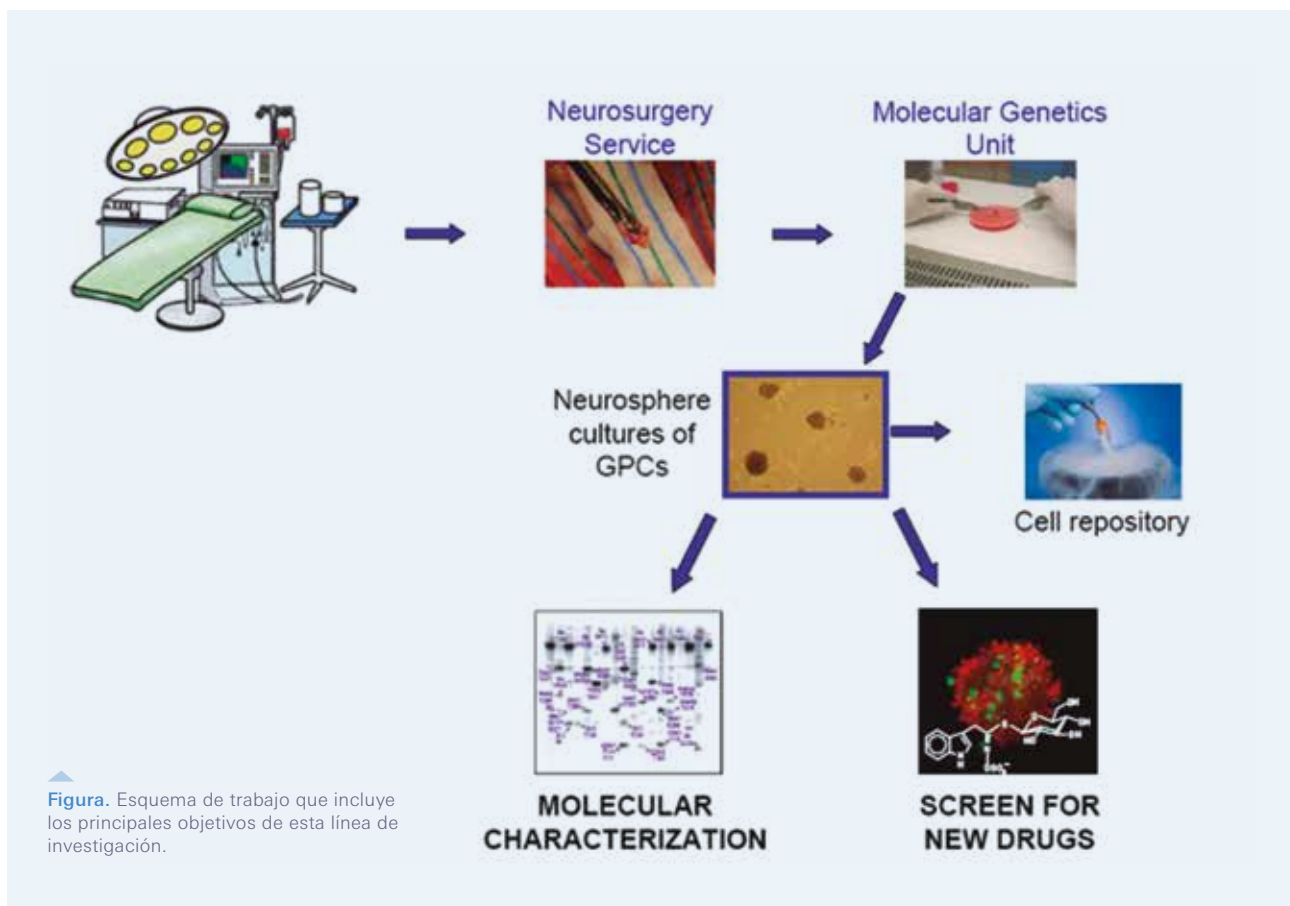 Neurosurgery
Service
Molecular Genetics
Unit
Neurosphere
cultures of
GPCs
Cell repository
MOLECULAR
CHARACTERIZATION
SCREEN FOR
NEW DRUGS
Figura. Esquema de trabajo que incluye
los principales objetivos de esta línea de
investigación.